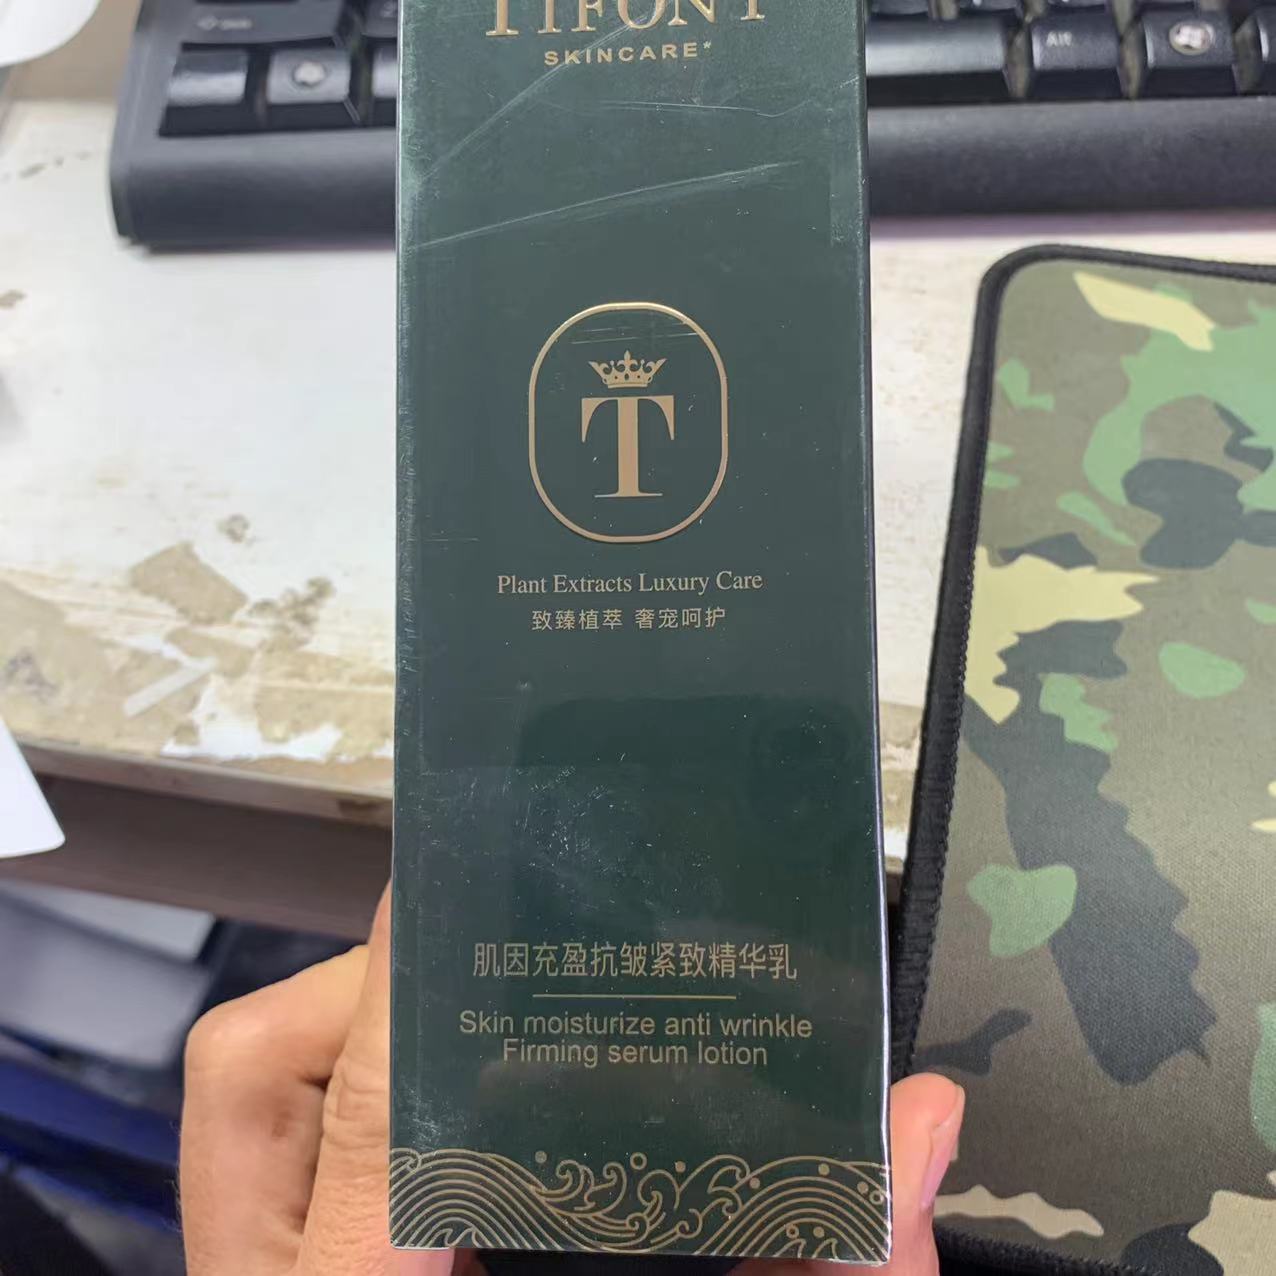 SKINCARE*
Alt
T
Plant Extracts Luxury Care
致臻植萃 奢宠呵护
肌因充盈抗皱紧致精华乳
Skin moisturize anti wrinkle
Firming serum lotion